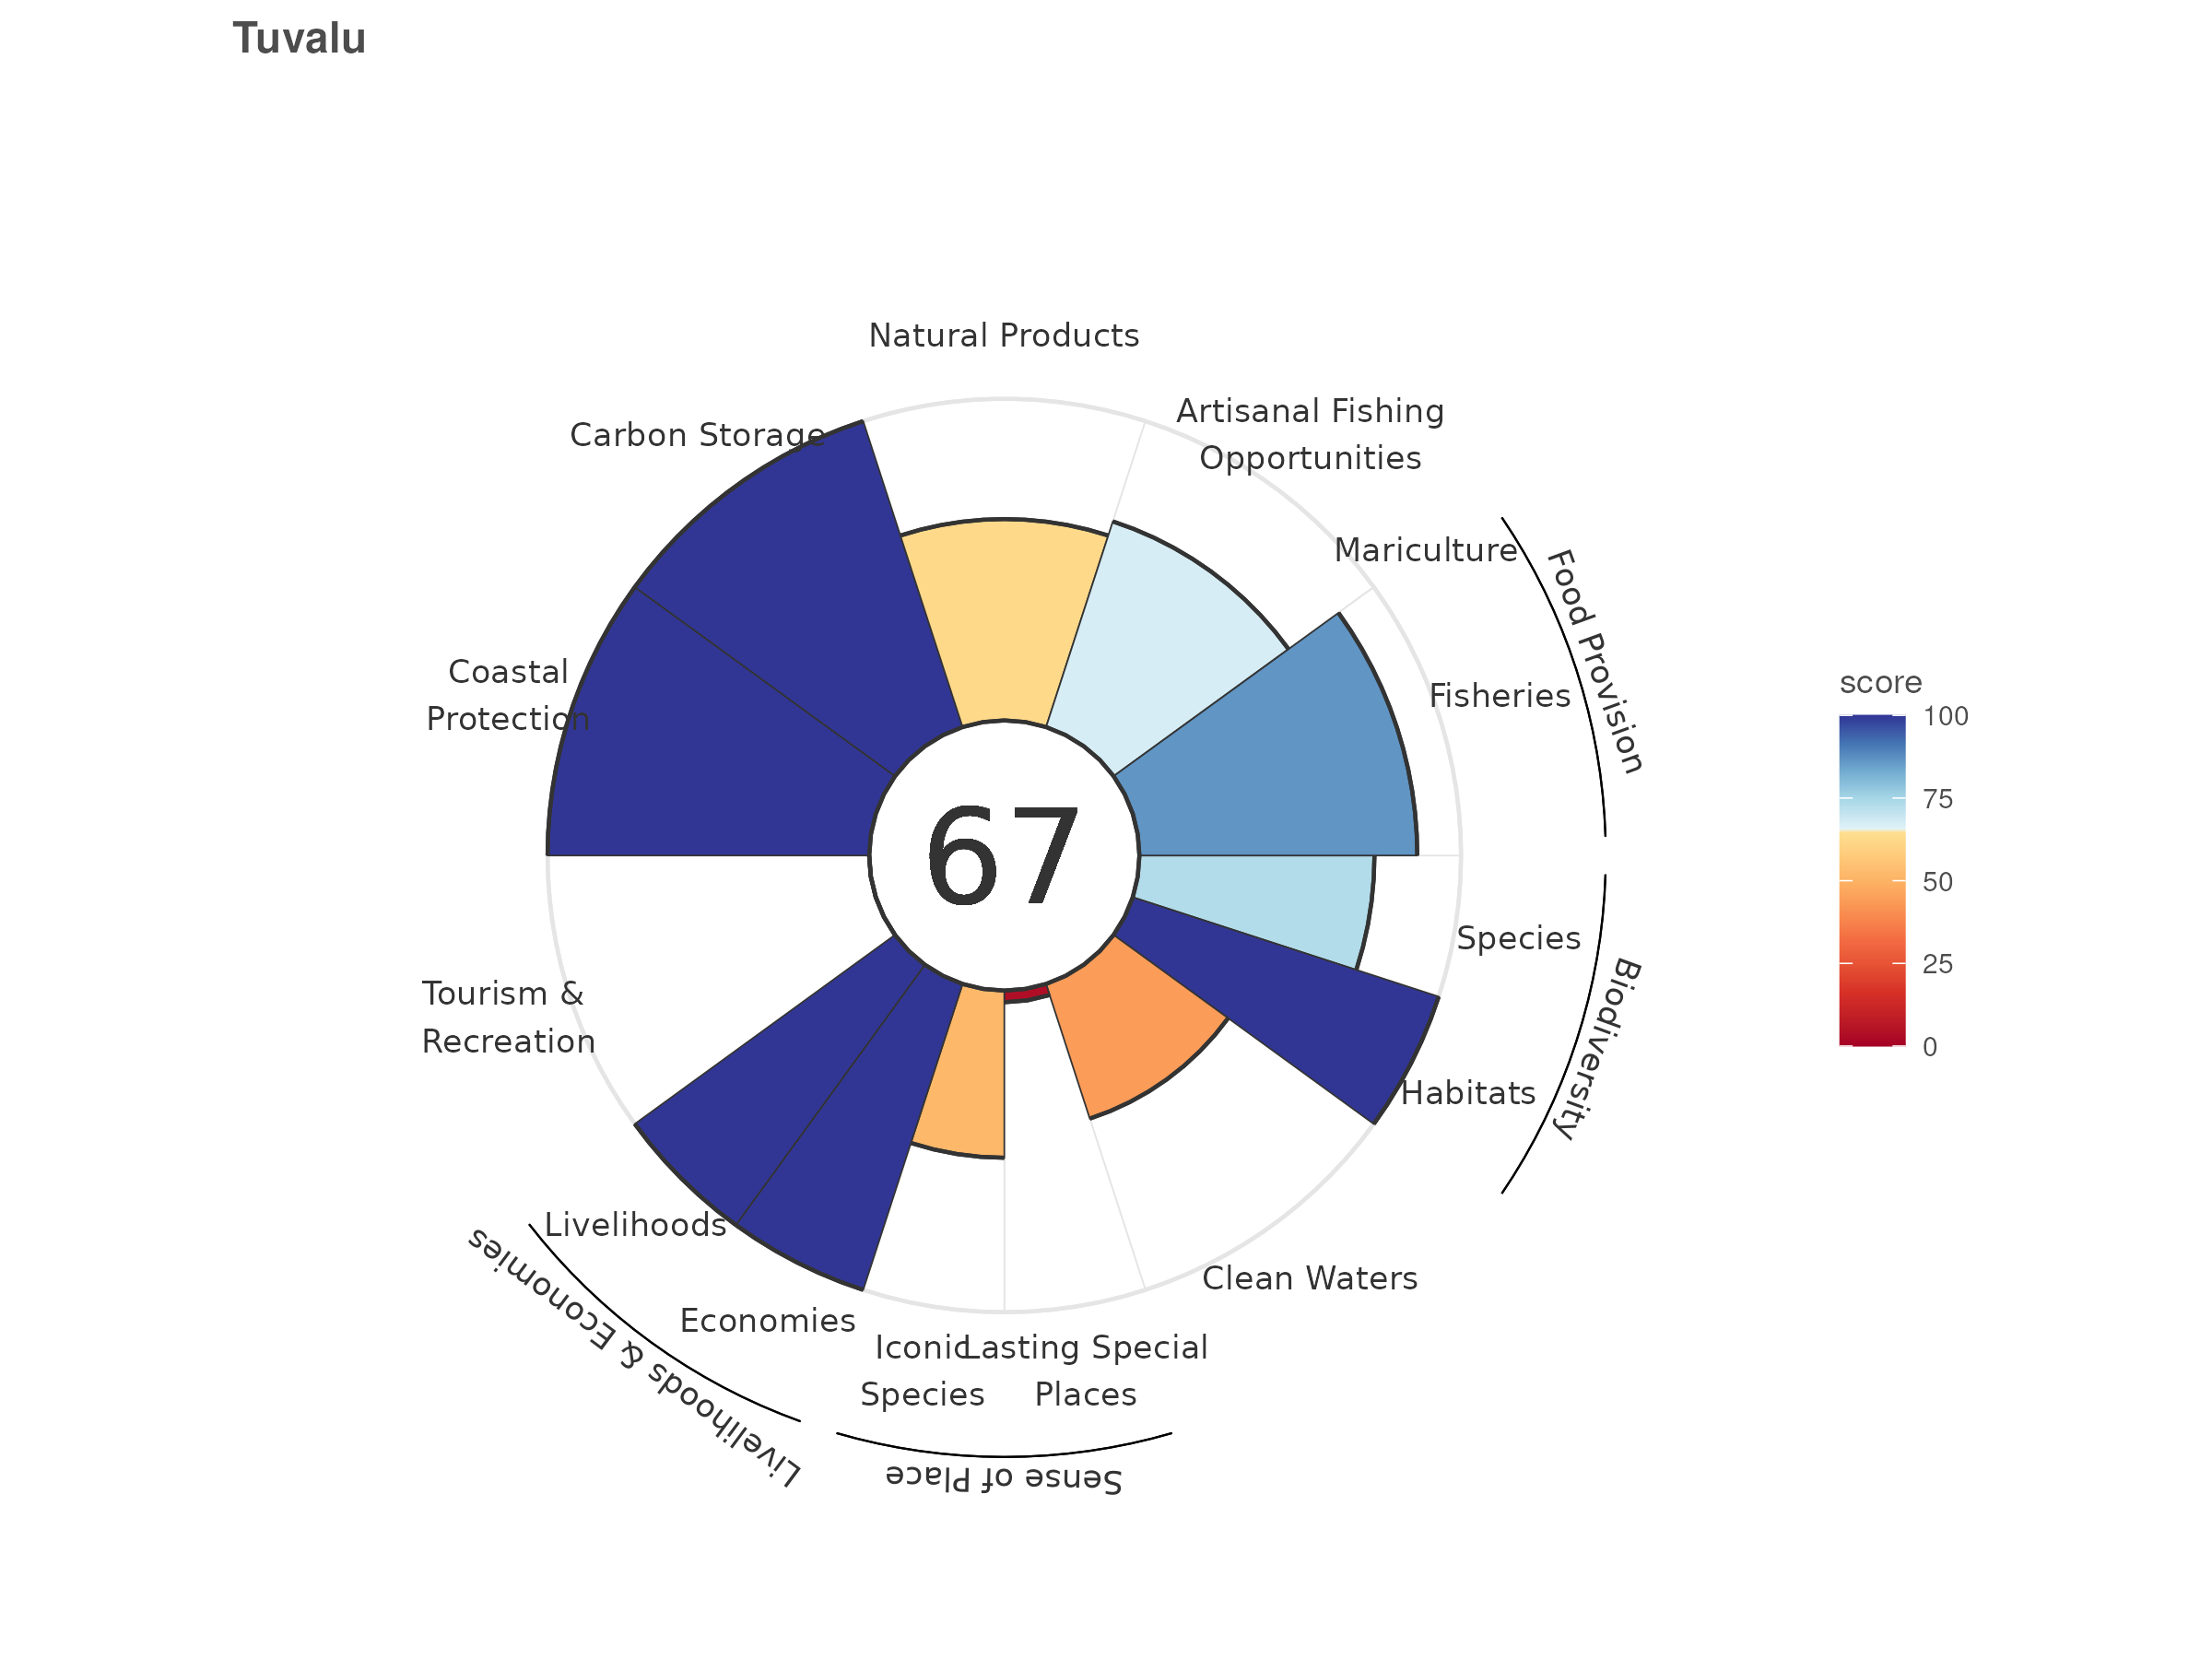 Tuvalu
Natural Products
Artisanal Fishing
Opportunities
Carbon Storage
Mariculture
Food Provision
Fisheries
Coastal
Protection
score
100
75
50
25
0
67
Species
Biodiversity
Habitats
Tourism &
Recreation
Livelihoods
Livelihoods & Economies
Economies
Clean Waters
Iconic
Species
Lasting Special
Places
Sense of Place